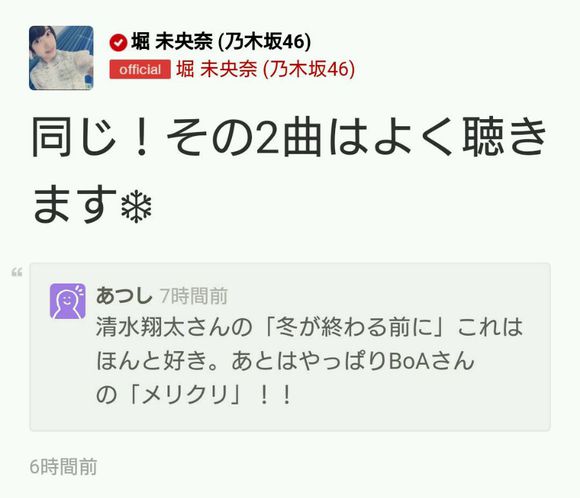 堀 未央奈 (乃木坂46)
official 堀 未央奈 (乃木坂46)
同じ！その2曲はよく聴き
ます❄
“
あつし 7時間前
清水翔太さんの「冬が終わる前に」これは
ほんと好き。あとはやっぱりBoAさん
の「メリクリ」！！
6時間前